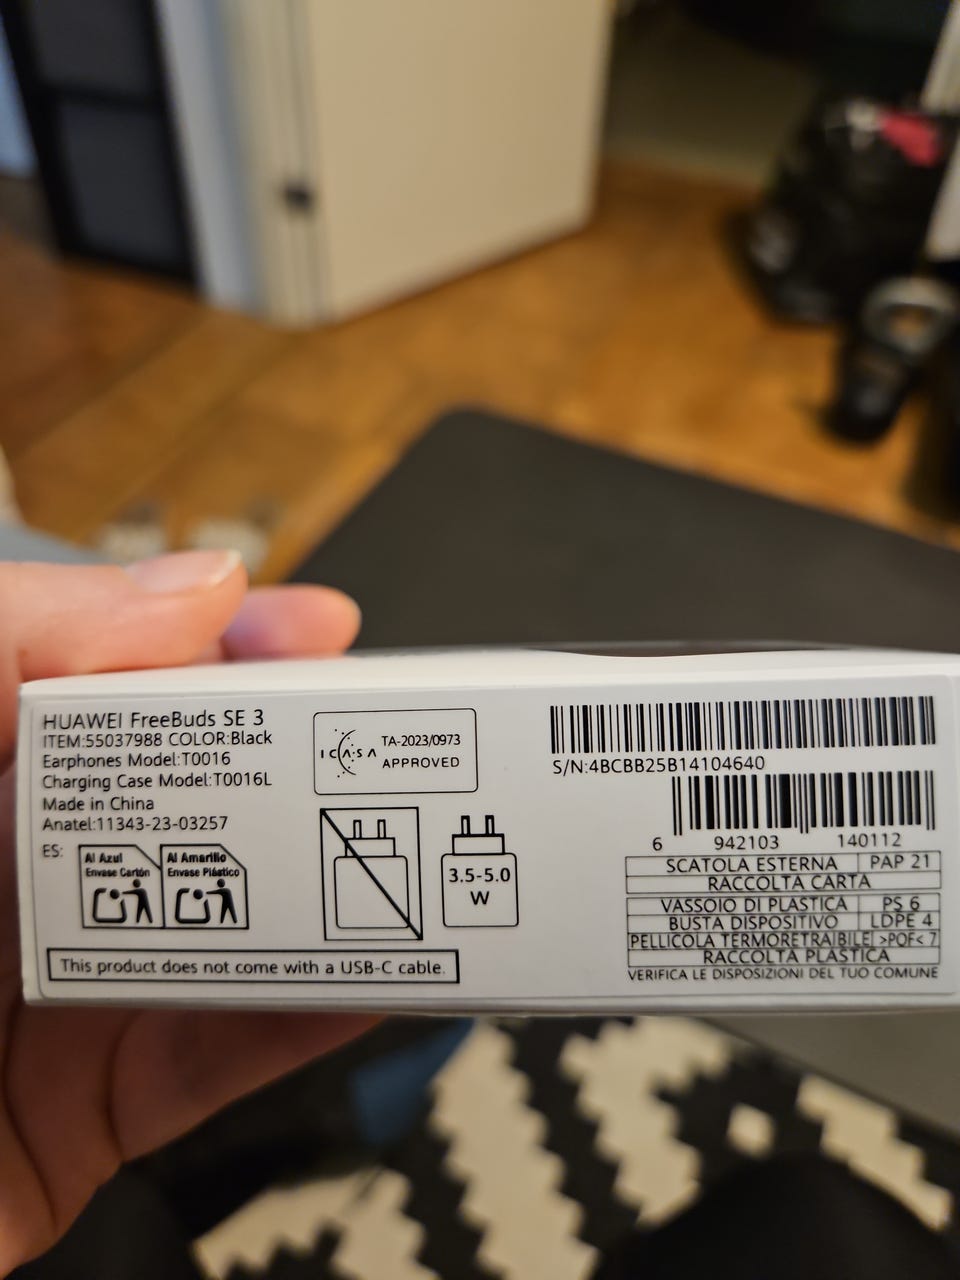 HUAWEI FreeBuds SE 3
ITEM:55037988 COLOR:Black
Earphones Model:T0016
Charging Case Model:T0016L
Made in China
Anatel:11343-23-03257
ES:
Al Azul
Envase Cartón
Al Amarillo
Envase Plástico
This product does not come with a USB-C cable.
ICASA
TA-2023/0973
APPROVED
3.5-5.0
W
S/N:4BCBB25B14104640
6 942103 140112
SCATOLA ESTERNA PAP 21
RACCOLTA CARTA
VASSOIO DI PLASTICA PS 6
BUSTA DISPOSITIVO LDPE 4
PELLICOLA TERMORETRAIBILE >POF< 7
RACCOLTA PLASTICA
VERIFICA LE DISPOSIZIONI DEL TUO COMUNE